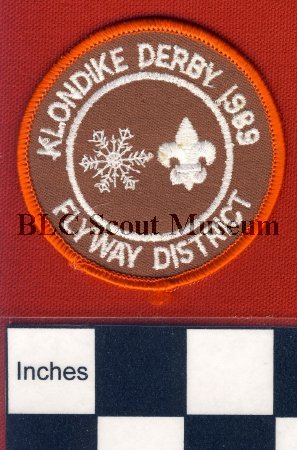 KLONDIKE DERBY 1989
FLYWAY DISTRICT
BLC Scout Museum
Inches